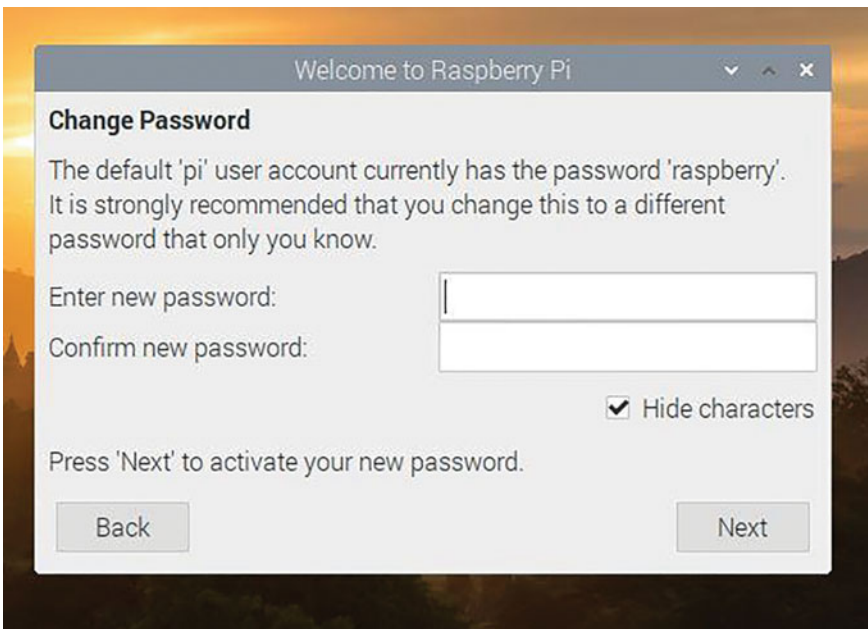 Welcome to Raspberry Pi
Change Password
The default 'pi' user account currently has the password 'raspberry'.
It is strongly recommended that you change this to a different
password that only you know.
Enter new password:
Confirm new password:
Hide characters
Press 'Next' to activate your new password.
Back
Next